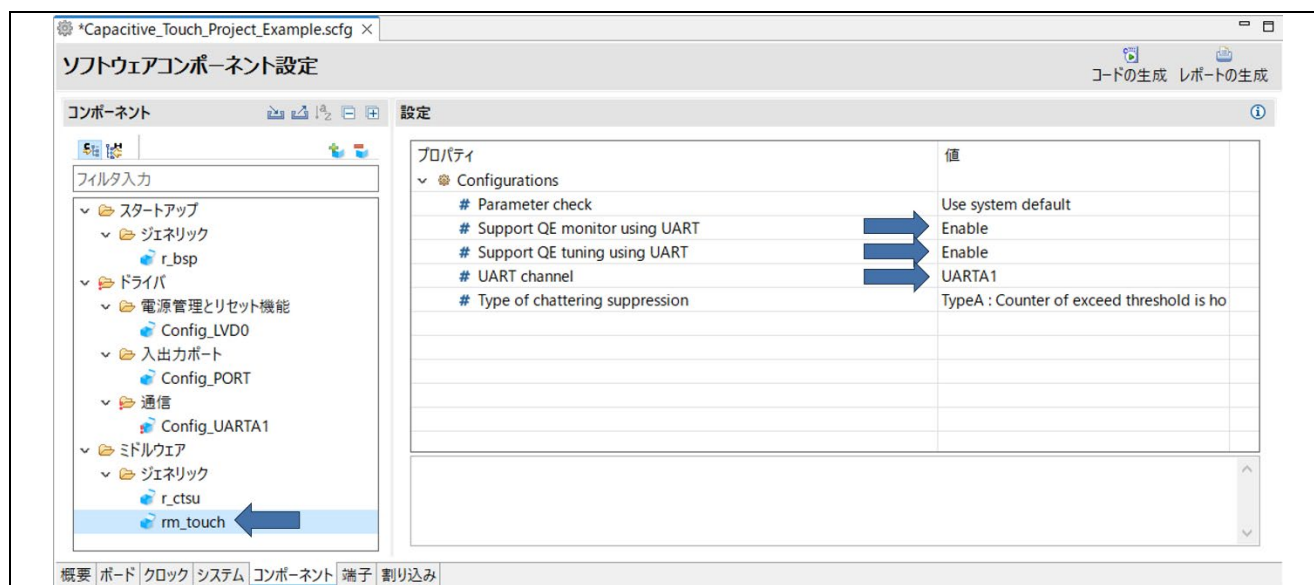 *Capacitive_Touch_Project_Example.scfg
ソフトウェアコンポーネント設定
コードの生成 レポートの生成
コンポーネント
フィルタ入力
スタートアップ
ジェネリック
r_bsp
ドライバ
電源管理とリセット機能
Config_LVD0
入出力ポート
Config_PORT
通信
Config_UARTA1
ミドルウェア
ジェネリック
r_ctsu
rm_touch
設定
プロパティ 値
Configurations
# Parameter check Use system default
# Support QE monitor using UART Enable
# Support QE tuning using UART Enable
# UART channel UARTA1
# Type of chattering suppression TypeA : Counter of exceed threshold is ho
概要 ボード クロック システム コンポーネント 端子 割り込み